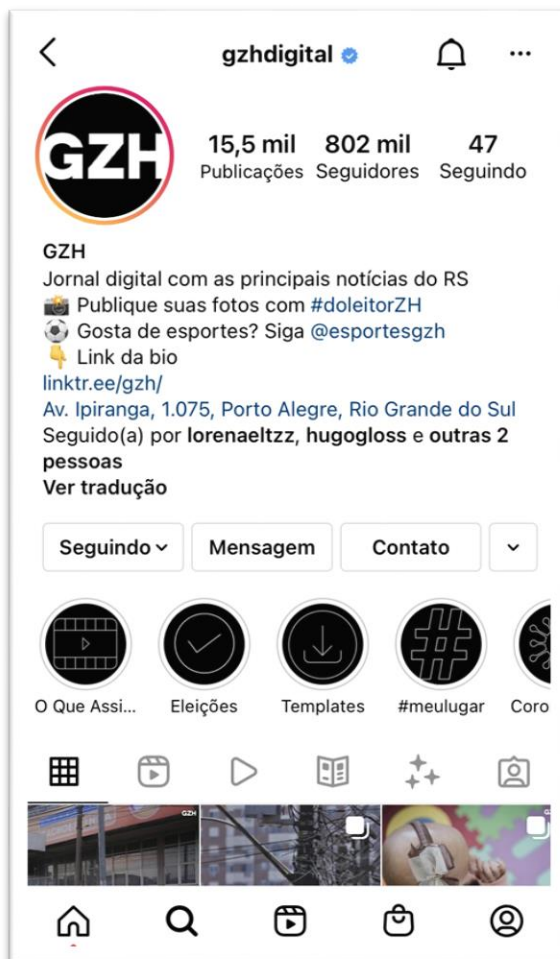 gzhdigital
GZH
15,5 mil 802 mil 47
Publicações Seguidores Seguindo
GZH
Jornal digital com as principais notícias do RS
📸 Publique suas fotos com #doleitorZH
⚽ Gosta de esportes? Siga @esportesgzh
👇 Link da bio
linktr.ee/gzh/
Av. Ipiranga, 1.075, Porto Alegre, Rio Grande do Sul
Seguido(a) por lorenaeltzz, hugogloss e outras 2
pessoas
Ver tradução
Seguindo Mensagem Contato
O Que Assi... Eleições Templates #meulugar Coro
GZH